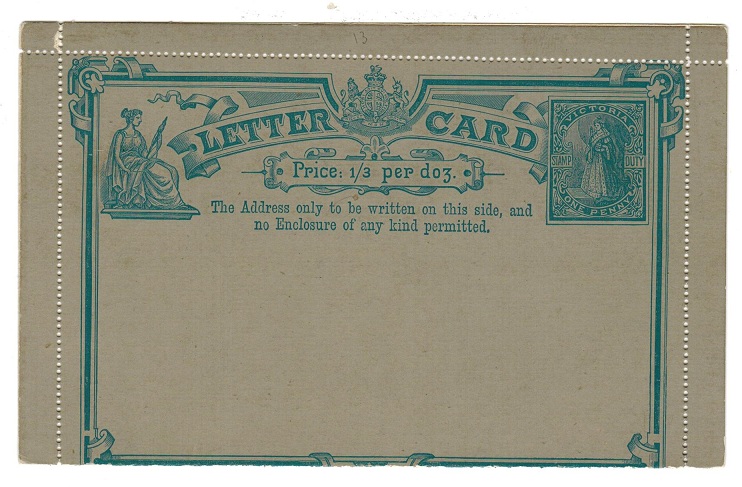 13
LETTER CARD
Price: 1/3 per doz.
The Address only to be written on this side, and
no Enclosure of any kind permitted.
VICTORIA
STAMP DUTY
ONE PENNY